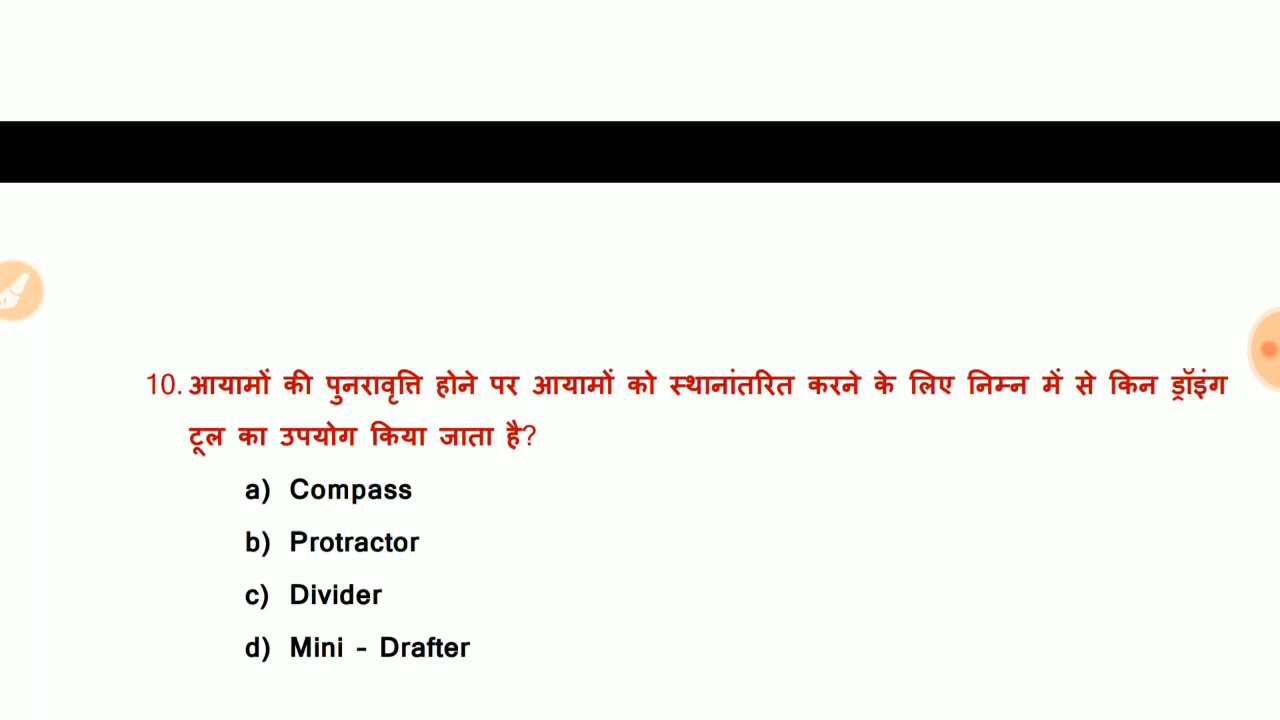 10. आयामों की पुनरावृत्ति होने पर आयामों को स्थानांतरित करने के लिए निम्न में से किन ड्रॉइंग
टूल का उपयोग किया जाता है?
a) Compass
b) Protractor
c) Divider
d) Mini - Drafter